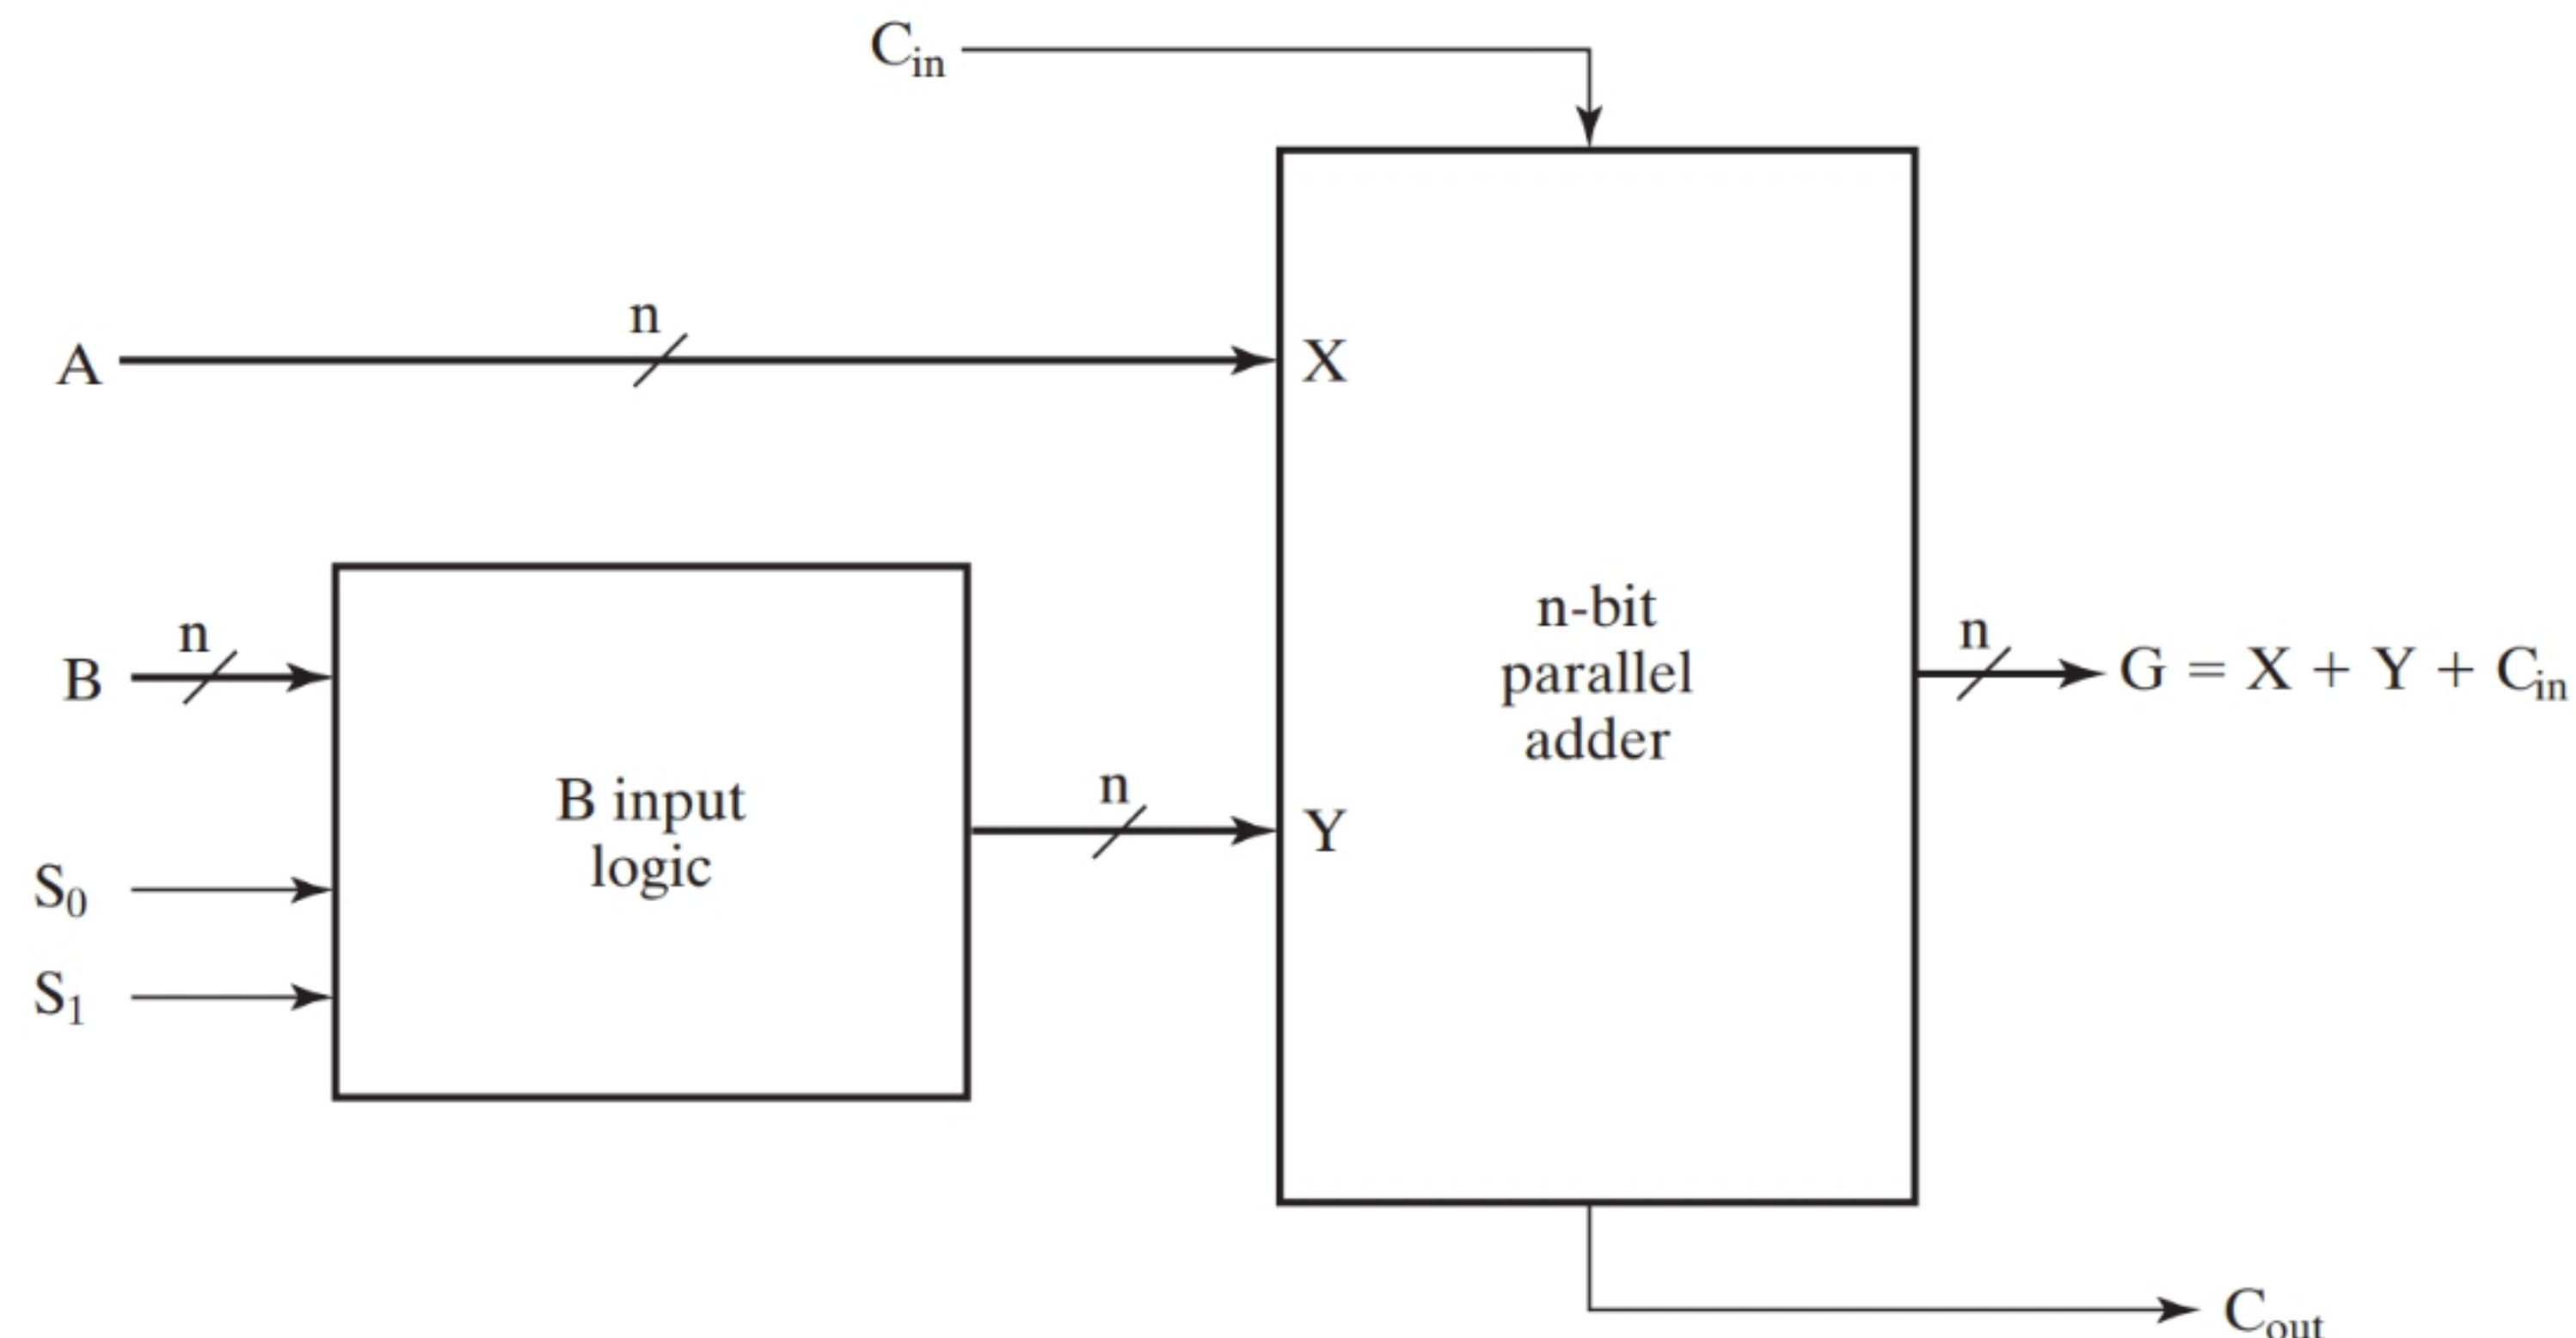 C_in
n
A
X
n
B
B input
logic
n
Y
S_0
S_1
n-bit
parallel
adder
n
G = X + Y + C_in
C_out